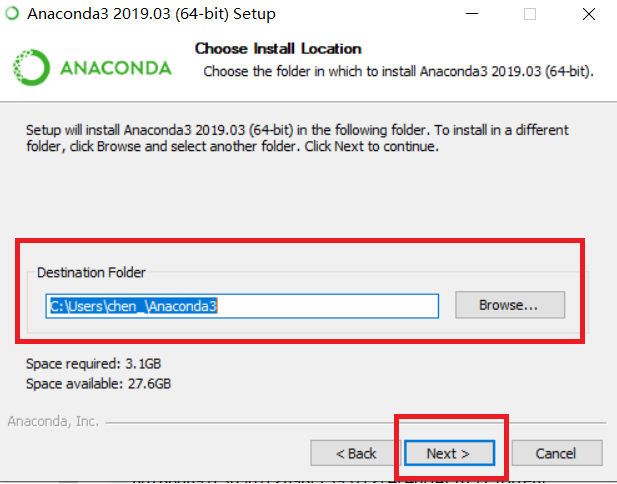 Anaconda3 2019.03 (64-bit) Setup
Choose Install Location
ANACONDA
Choose the folder in which to install Anaconda3 2019.03 (64-bit).
Setup will install Anaconda3 2019.03 (64-bit) in the following folder. To install in a different
folder, click Browse and select another folder. Click Next to continue.
Destination Folder
C:\Users\chen_\Anaconda3
Browse...
Space required: 3.1GB
Space available: 27.6GB
Anaconda, Inc.
< Back
Next >
Cancel